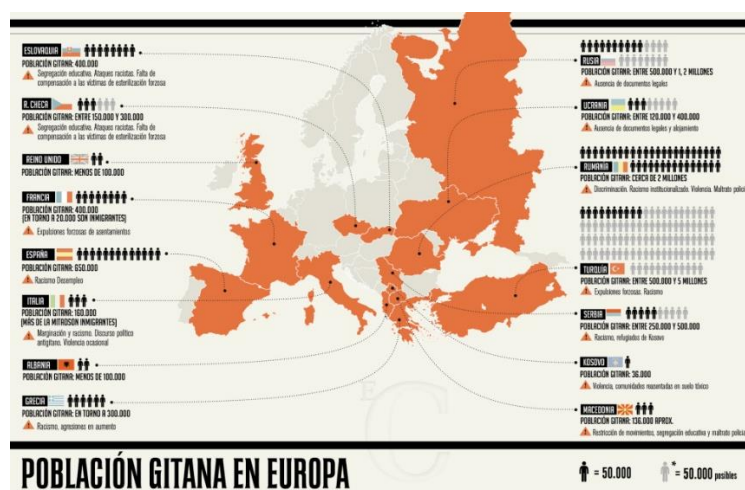 ESLOVAQUIA
POBLACIÓN GITANA: 400.000
Segregación educativa. Ataques racistas. Falta de
compensación a las víctimas de esterilización forzosa
R. CHECA
POBLACIÓN GITANA: ENTRE 150.000 Y 300.000
Segregación educativa. Ataques racistas. Falta de
compensación a las víctimas de esterilización forzosa
REINO UNIDO
POBLACIÓN GITANA: MENOS DE 100.000
FRANCIA
POBLACIÓN GITANA: 400.000
(EN TORNO A 20.000 SON INMIGRANTES)
Expulsiones forzosas de asentamientos
ESPAÑA
POBLACIÓN GITANA: 650.000
Racismo Desempleo
ITALIA
POBLACIÓN GITANA: 160.000
(MÁS DE LA MITADSON INMIGRANTES)
Marginación y racismo. Discurso político
antigitano. Violencia ocasional
ALBANIA
POBLACIÓN GITANA: MENOS DE 100.000
GRECIA
POBLACIÓN GITANA: EN TORNO A 300.000
Racismo, agresiones en aumento
RUSIA
POBLACIÓN GITANA: ENTRE 500.000 Y 1, 2 MILLONES
Ausencia de documentos legales
UCRANIA
POBLACIÓN GITANA: ENTRE 120.000 Y 400.000
Ausencia de documentos legales y alojamiento
RUMANIA
POBLACIÓN GITANA: CERCO DE 2 MILLONES
Discriminación. Racismo institucionalizado. Violencia. Maltrato policia
TURQUIA
POBLACIÓN GITANA: ENTRE 500.000 Y 5 MILLONES
Expulsiones forzosas. Racismo
SERBIA
POBLACIÓN GITANA: ENTRE 250.000 Y 500.000
Racismo, refugiados de Kosovo
KOSOVO
POBLACIÓN GITANA: 36.000
Violencia, comunidades reasentadas en suelo tóxico
MACEDONIA
POBLACIÓN GITANA: 136.000 APROX.
Restricción de movimientos, segregación educativa y maltrato policia
E C
POBLACIÓN GITANA EN EUROPA
= 50.000
* = 50.000 posibles